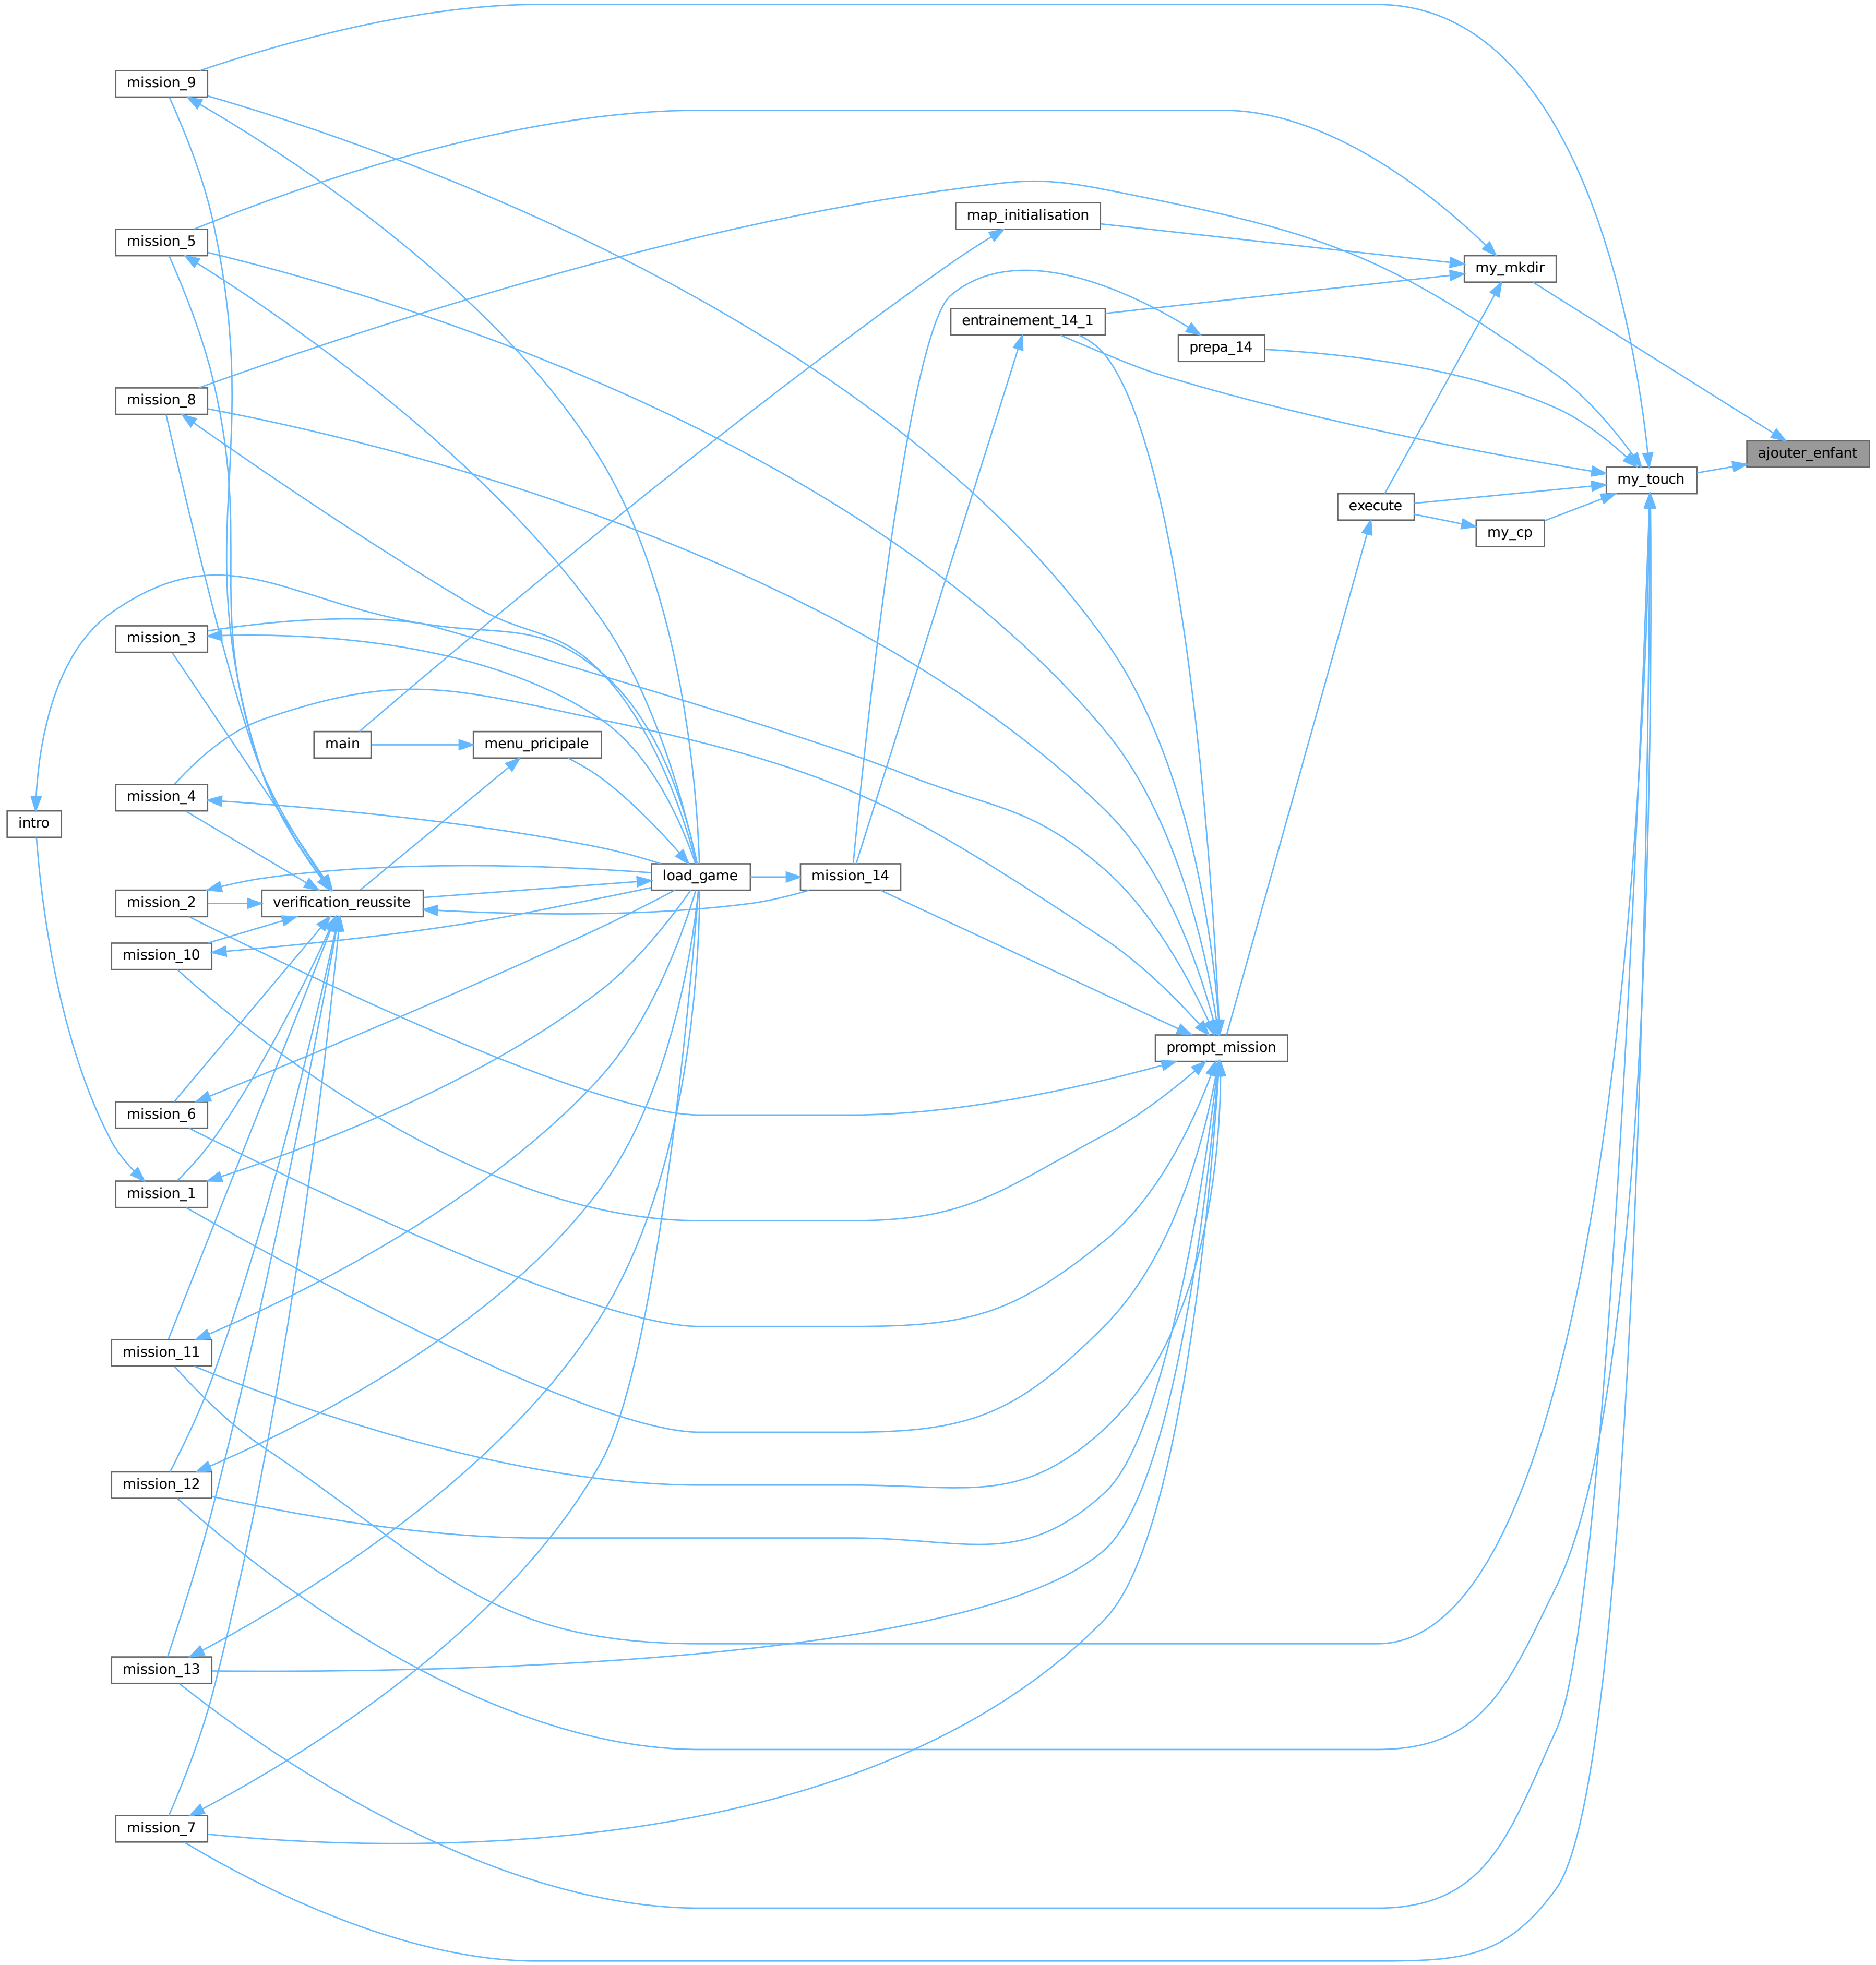 mission_9
map_initialisation
mission_5
my_mkdir
entrainement_14_1
prepa_14
mission_8
ajouter_enfant
my_touch
execute
my_cp
mission_3
main
menu_pricipale
mission_4
intro
load_game
mission_14
mission_2
verification_reussite
mission_10
prompt_mission
mission_6
mission_1
mission_11
mission_12
mission_13
mission_7